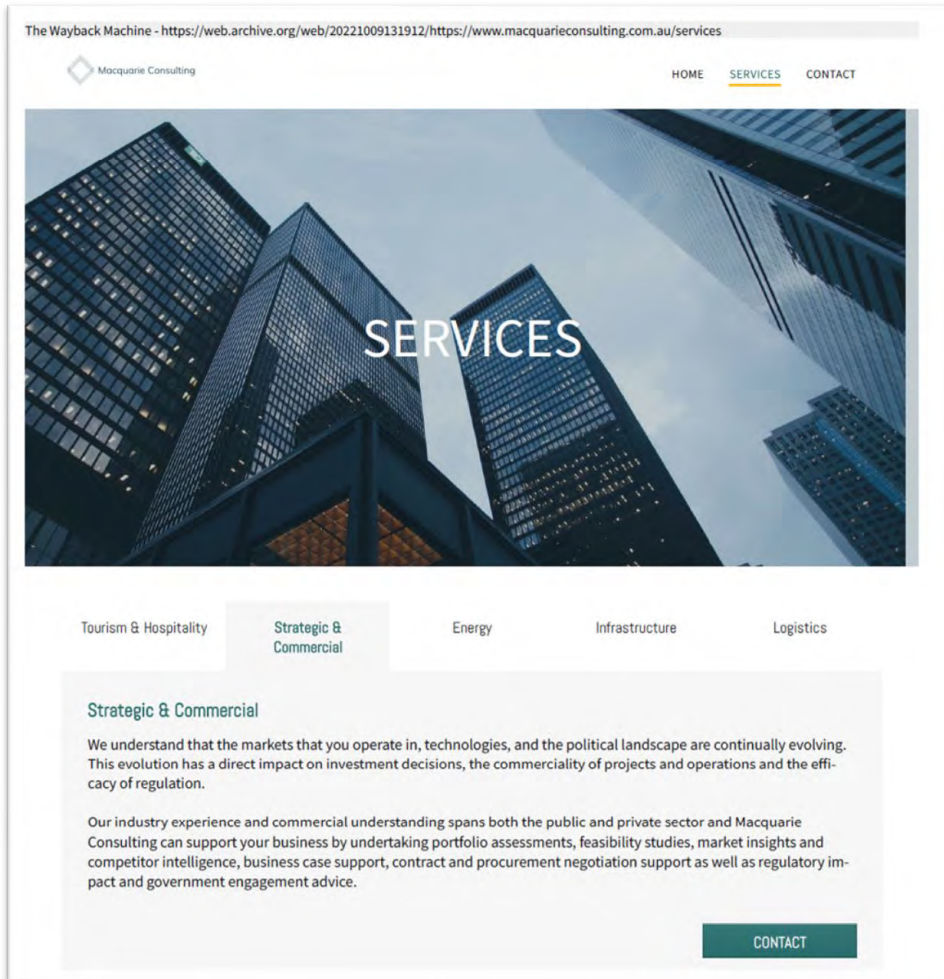 The Wayback Machine - https://web.archive.org/web/20221009131912/https://www.macquarieconsulting.com.au/services
Macquarie Consulting
HOME SERVICES CONTACT
SERVICES
Tourism & Hospitality
Strategic &
Commercial
Energy
Infrastructure
Logistics
Strategic & Commercial
We understand that the markets that you operate in, technologies, and the political landscape are continually evolving.
This evolution has a direct impact on investment decisions, the commerciality of projects and operations and the effi-
cacy of regulation.
Our industry experience and commercial understanding spans both the public and private sector and Macquarie
Consulting can support your business by undertaking portfolio assessments, feasibility studies, market insights and
competitor intelligence, business case support, contract and procurement negotiation support as well as regulatory im-
pact and government engagement advice.
CONTACT